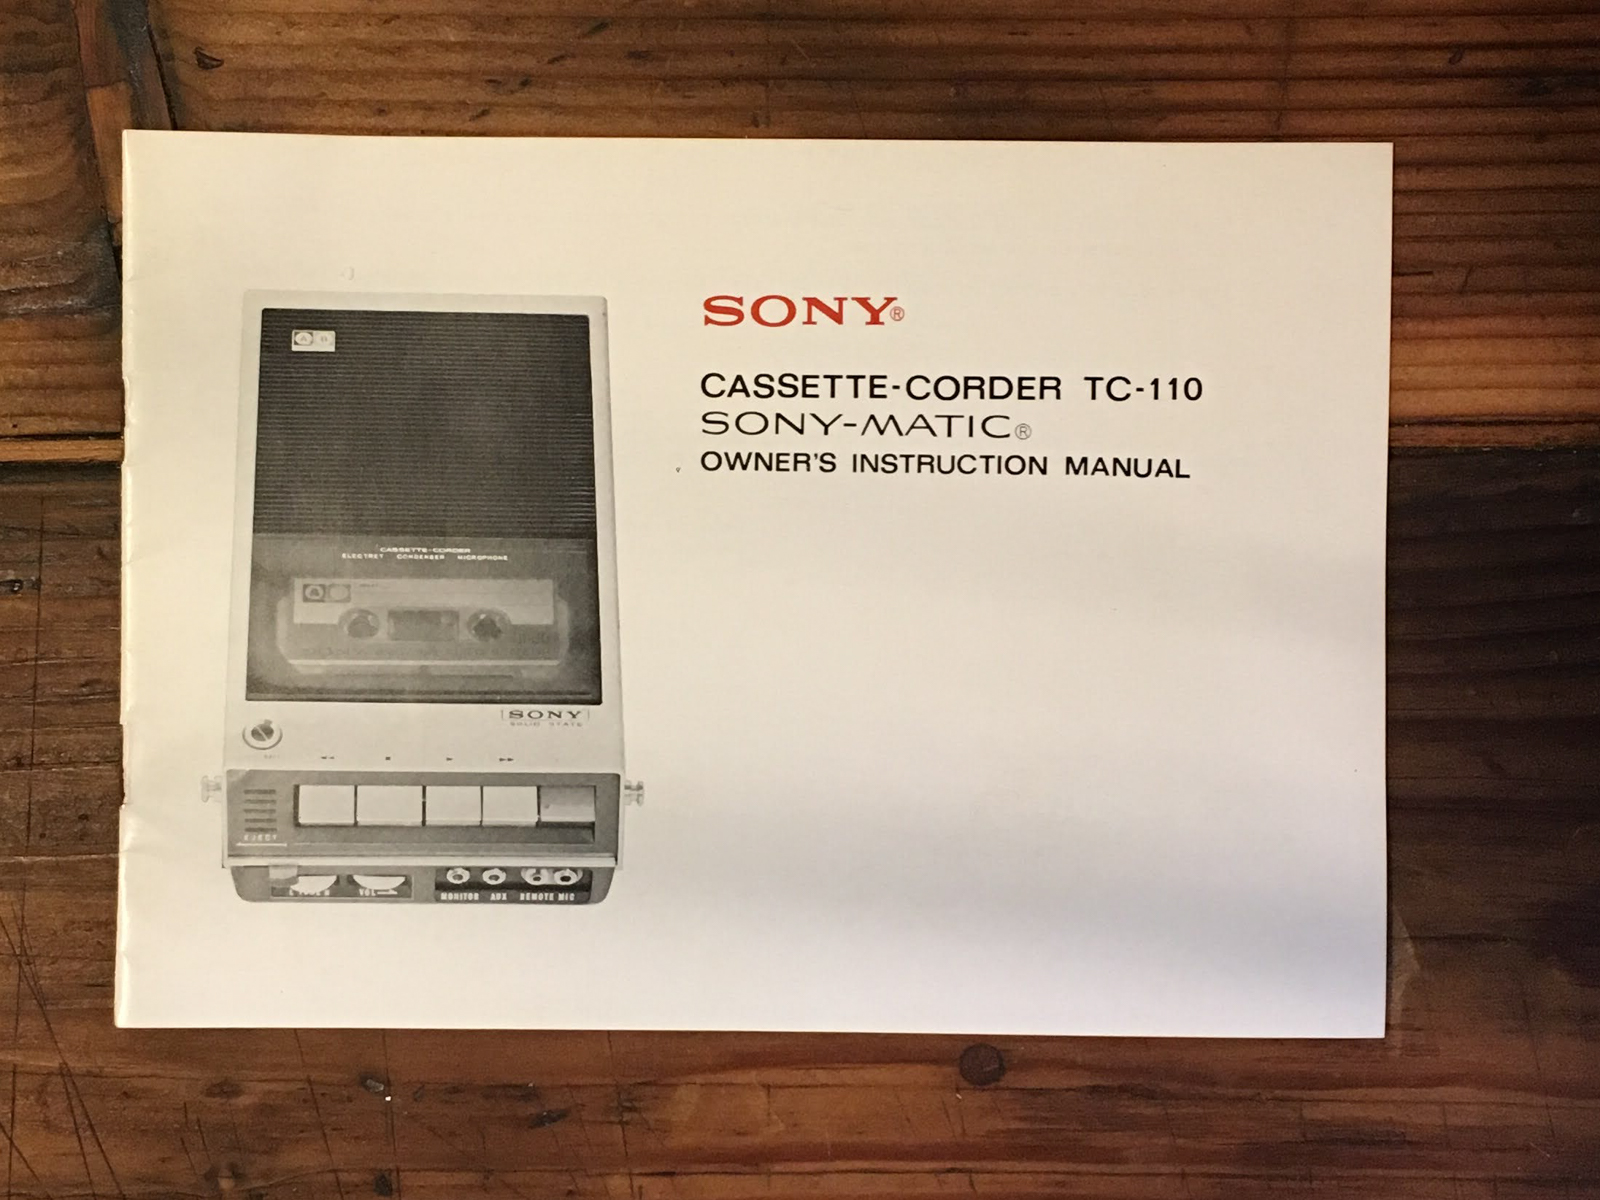 SONY®
CASSETTE-CORDER TC-110
SONY-MATIC®
OWNER'S INSTRUCTION MANUAL
A B
CASSETTE-CORDER
ELECTRET CONDENSER MICROPHONE
A
SONY
SOLID STATE
EJECT
VOL
MONITOR AUX REMOTE MIC